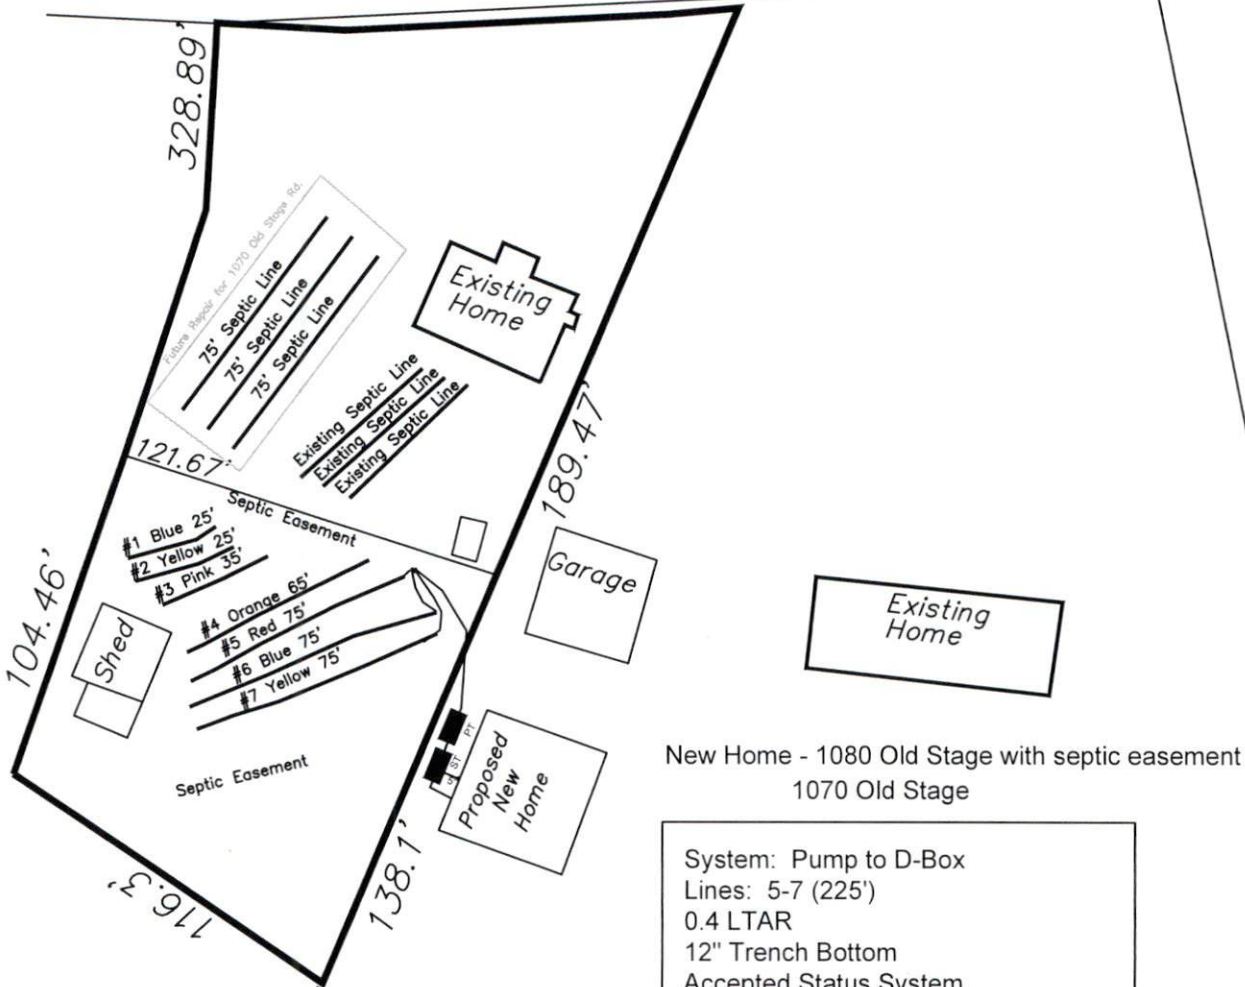 328.89'
Future Repair for 1070 Old Stage Rd.
75' Septic Line
75' Septic Line
75' Septic Line
Existing
Home
Existing Septic Line
Existing Septic Line
Existing Septic Line
121.67'
189.47'
Septic Easement
#1 Blue 25'
#2 Yellow 25'
#3 Pink 35'
#4 Orange 65'
#5 Red 75'
#6 Blue 75'
#7 Yellow 75'
104.46'
Shed
Garage
Existing
Home
PT
ST
Proposed
New
Home
Septic Easement
138.1'
116.3'
New Home - 1080 Old Stage with septic easement
1070 Old Stage
System: Pump to D-Box
Lines: 5-7 (225')
0.4 LTAR
12" Trench Bottom
Accepted Status System